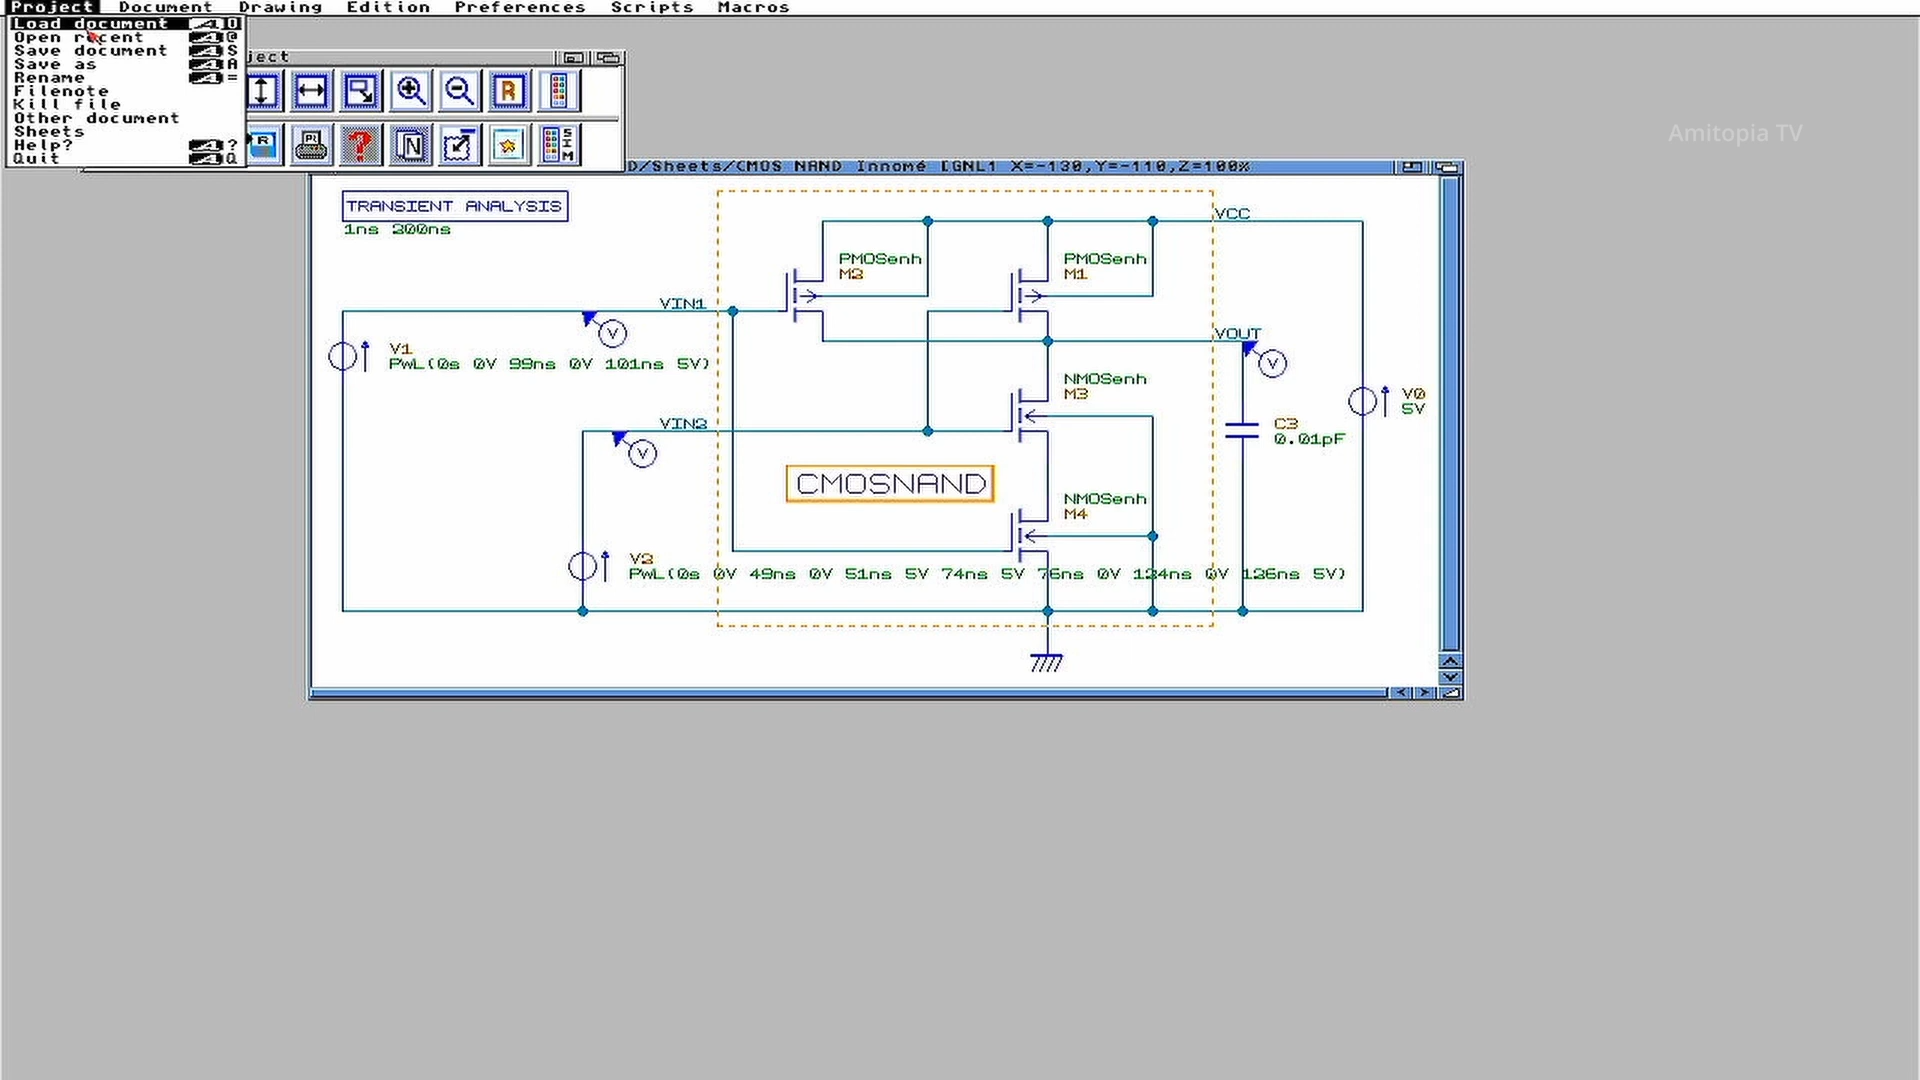 Project Document Drawing Edition Preferences Scripts Macros
Load document O
Open recent @
Save document S
Save as A
Rename =
Filenote
Kill file
Other document
Sheets
Help? ?
Quit Q
ject
R
R
?
N
SIM
Amitopia TV
D/Sheets/CMOS NAND Innomé [GNL1 X=-130,Y=-110,Z=100%
TRANSIENT ANALYSIS
1ns 200ns
VCC
PMOSenh
M2
PMOSenh
M1
VIN1
V
V1
PWL(0s 0V 99ns 0V 101ns 5V)
VOUT
V
NMOSenh
M3
V0
5V
VIN2
V
C3
0.01pF
CMOSNAND
NMOSenh
M4
V2
PWL(0s 0V 49ns 0V 51ns 5V 74ns 5V 76ns 0V 124ns 0V 126ns 5V)